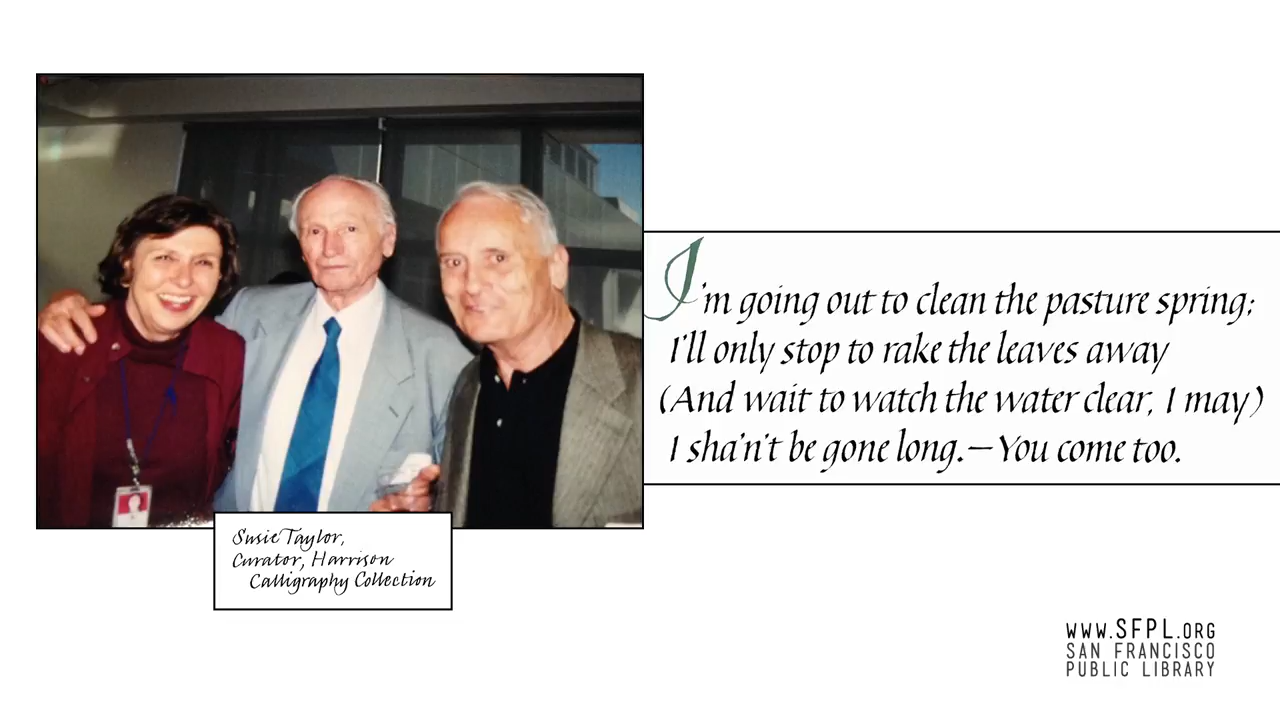 I'm going out to clean the pasture spring;
I'll only stop to rake the leaves away
(And wait to watch the water clear, I may)
I sha'n't be gone long.—You come too.
Susie Taylor,
Curator, Harrison
Calligraphy Collection
WWW.SFPL.ORG
SAN FRANCISCO
PUBLIC LIBRARY